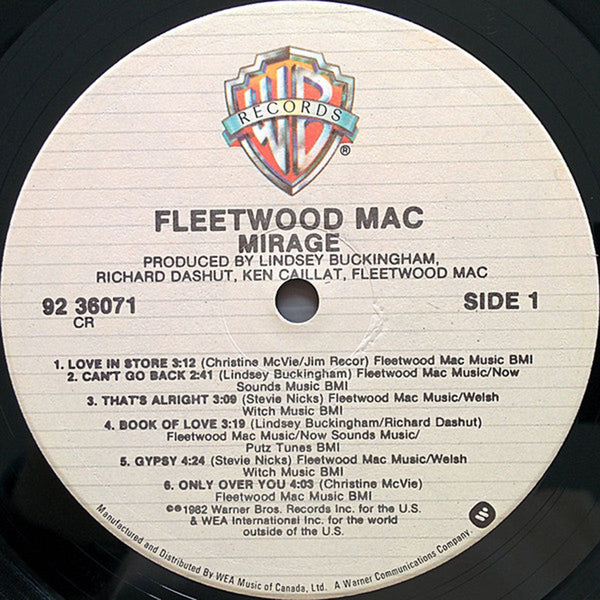 WB
RECORDS
®
FLEETWOOD MAC
MIRAGE
PRODUCED BY LINDSEY BUCKINGHAM,
RICHARD DASHUT, KEN CAILLAT, FLEETWOOD MAC
92 36071
CR
SIDE 1
1. LOVE IN STORE 3:12 (Christine McVie/Jim Recor) Fleetwood Mac Music BMI
2. CAN'T GO BACK 2:41 (Lindsey Buckingham) Fleetwood Mac Music/Now
Sounds Music BMI
3. THAT'S ALRIGHT 3:09 (Stevie Nicks) Fleetwood Mac Music/Welsh
Witch Music BMI
4. BOOK OF LOVE 3:19 (Lindsey Buckingham/Richard Dashut)
Fleetwood Mac Music/Now Sounds Music/
Putz Tunes BMI
5. GYPSY 4:24 (Stevie Nicks) Fleetwood Mac Music/Welsh
Witch Music BMI
6. ONLY OVER YOU 4:03 (Christine McVie)
Fleetwood Mac Music BMI
℗©1982 Warner Bros. Records Inc. for the U.S.
& WEA International Inc. for the world
outside of the U.S.
Manufactured and Distributed By WEA Music of Canada, Ltd. A Warner Communications Company.